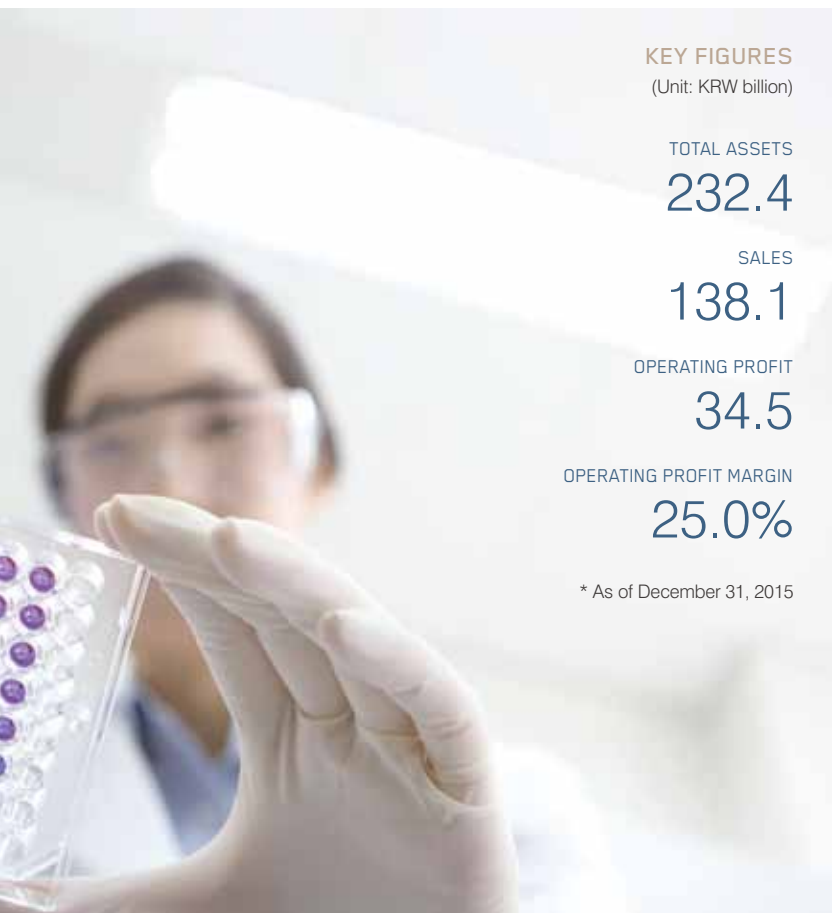 KEY FIGURES
(Unit: KRW billion)
TOTAL ASSETS
232.4
SALES
138.1
OPERATING PROFIT
34.5
OPERATING PROFIT MARGIN
25.0%
* As of December 31, 2015